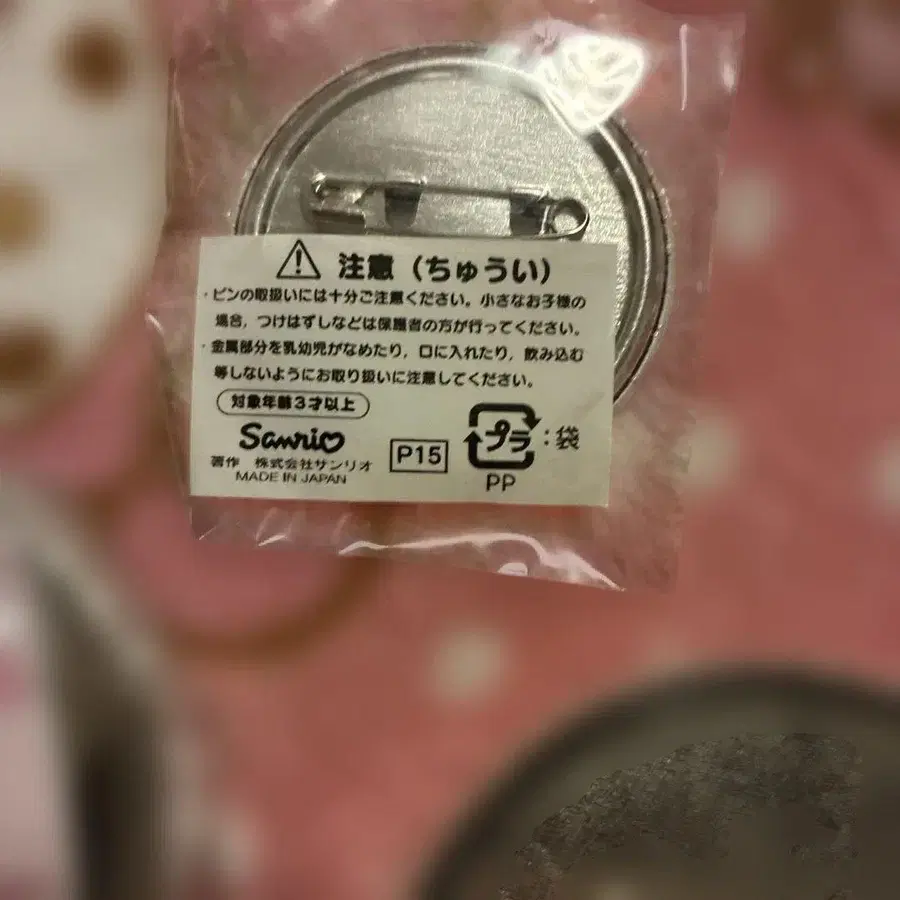 注意（ちゅうい）
・ピンの取扱いには十分ご注意ください。小さなお子様の
場合，つけはずしなどは保護者の方が行ってください。
・金属部分を乳幼児がなめたり，口に入れたり，飲み込む
等しないようにお取り扱いに注意してください。
対象年齢3才以上
Sanrio
著作 株式会社サンリオ
MADE IN JAPAN
P15
プラ：袋
PP